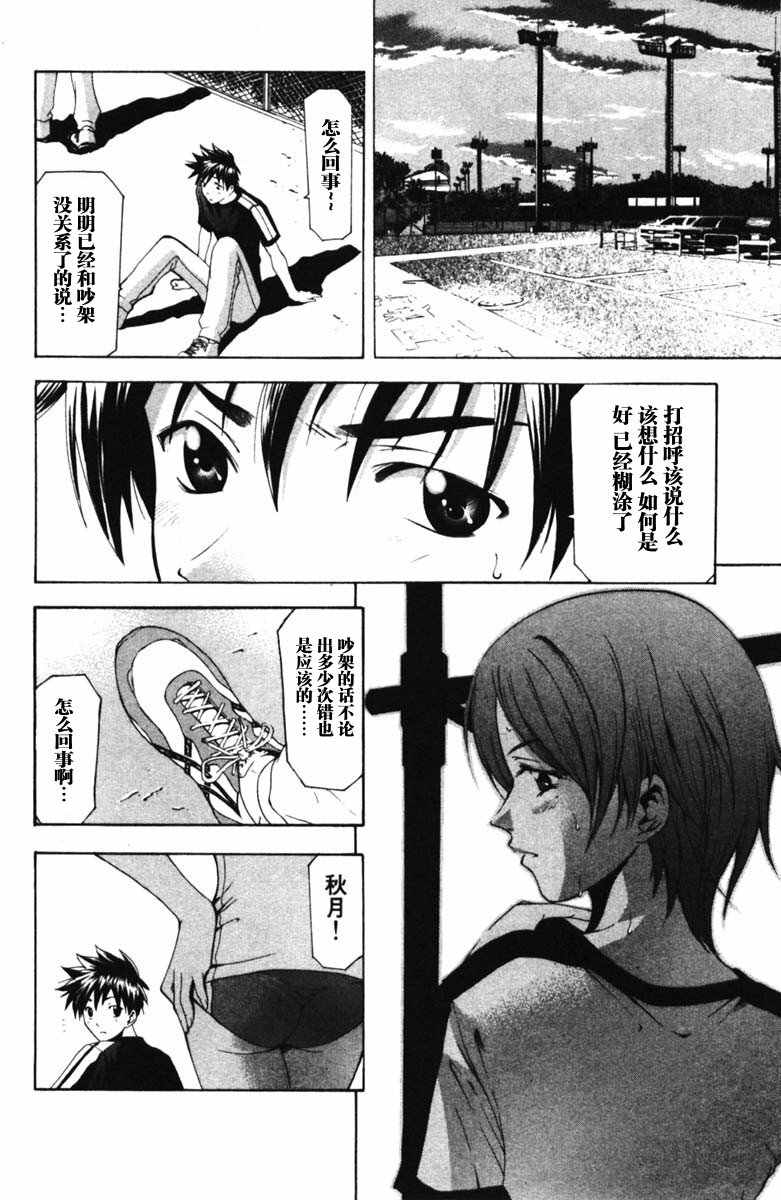 怎么
回事
~~
明明已经和吵架
没关系了的说…
打招呼该说什么
该想什么 如何是
好 已经糊涂了
吵架的话不论
出多少次错也
是应该的……
怎么回事啊…
秋月！